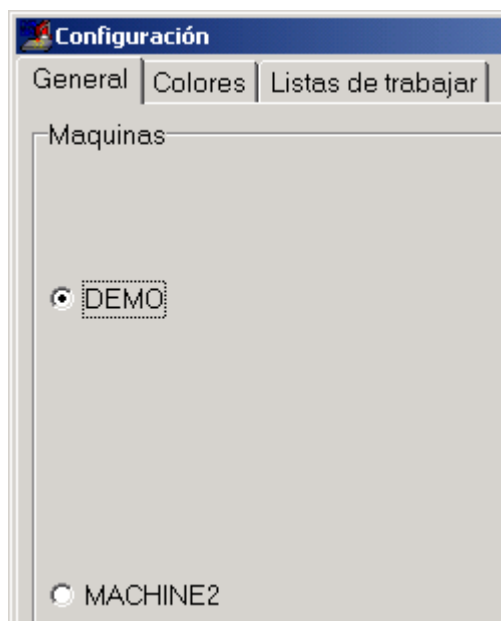 Configuración
General Colores Listas de trabajar
Maquinas
DEMO
MACHINE2